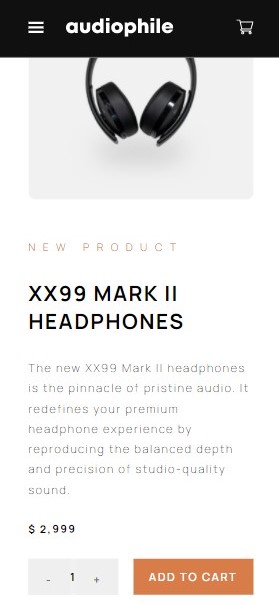 audiophile
NEW PRODUCT
XX99 MARK II
HEADPHONES
The new XX99 Mark II headphones
is the pinnacle of pristine audio. It
redefines your premium
headphone experience by
reproducing the balanced depth
and precision of studio-quality
sound.
$ 2,999
- 1 + ADD TO CART